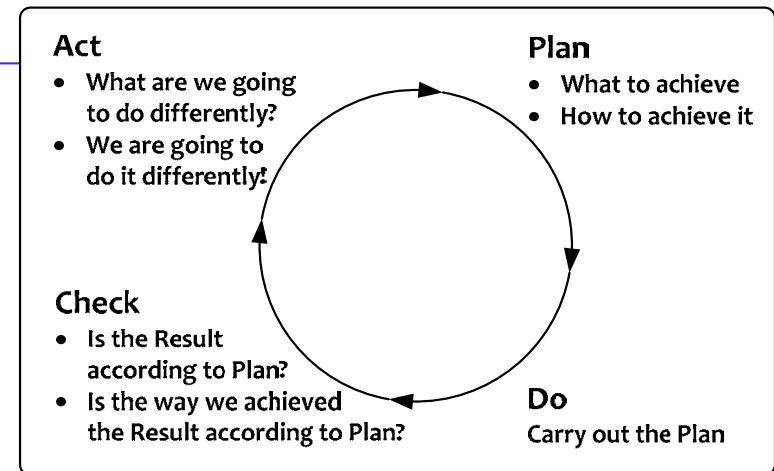 Act
• What are we going
to do differently?
• We are going to
do it differently!
Plan
• What to achieve
• How to achieve it
Check
• Is the Result
according to Plan?
• Is the way we achieved
the Result according to Plan?
Do
Carry out the Plan